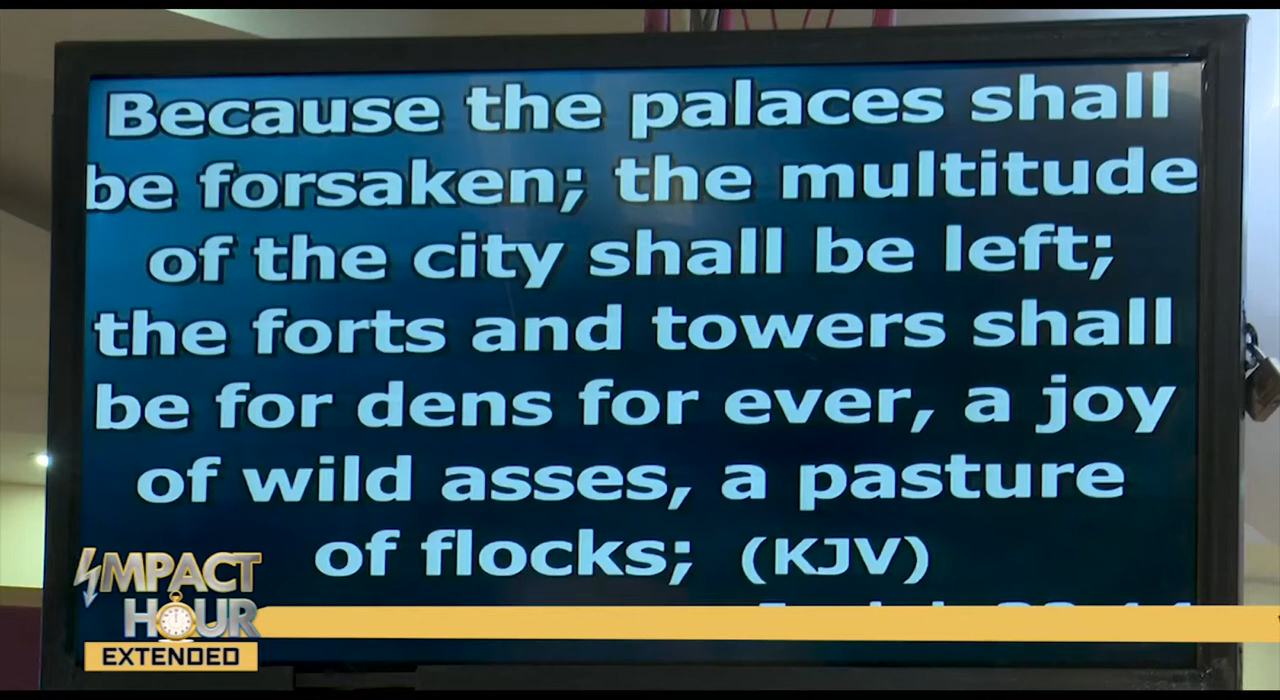 Because the palaces shall
be forsaken; the multitude
of the city shall be left;
the forts and towers shall
be for dens for ever, a joy
of wild asses, a pasture
of flocks; (KJV)
IMPACT
HOUR
EXTENDED